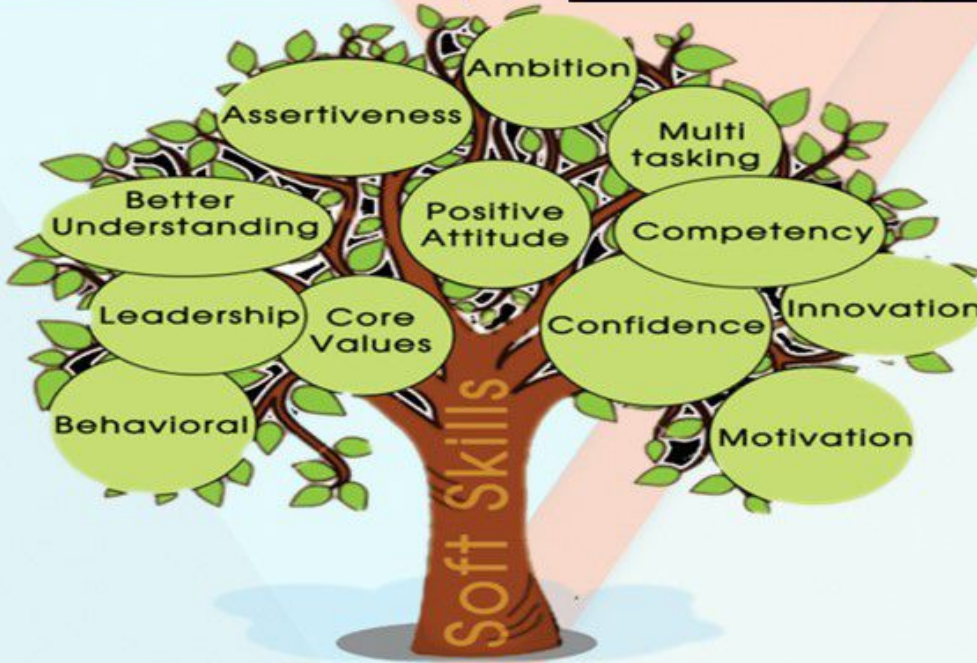 Ambition
Assertiveness
Multi
tasking
Better
Understanding
Positive
Attitude
Competency
Leadership
Core
Values
Confidence
Innovation
Behavioral
Motivation
Soft Skills